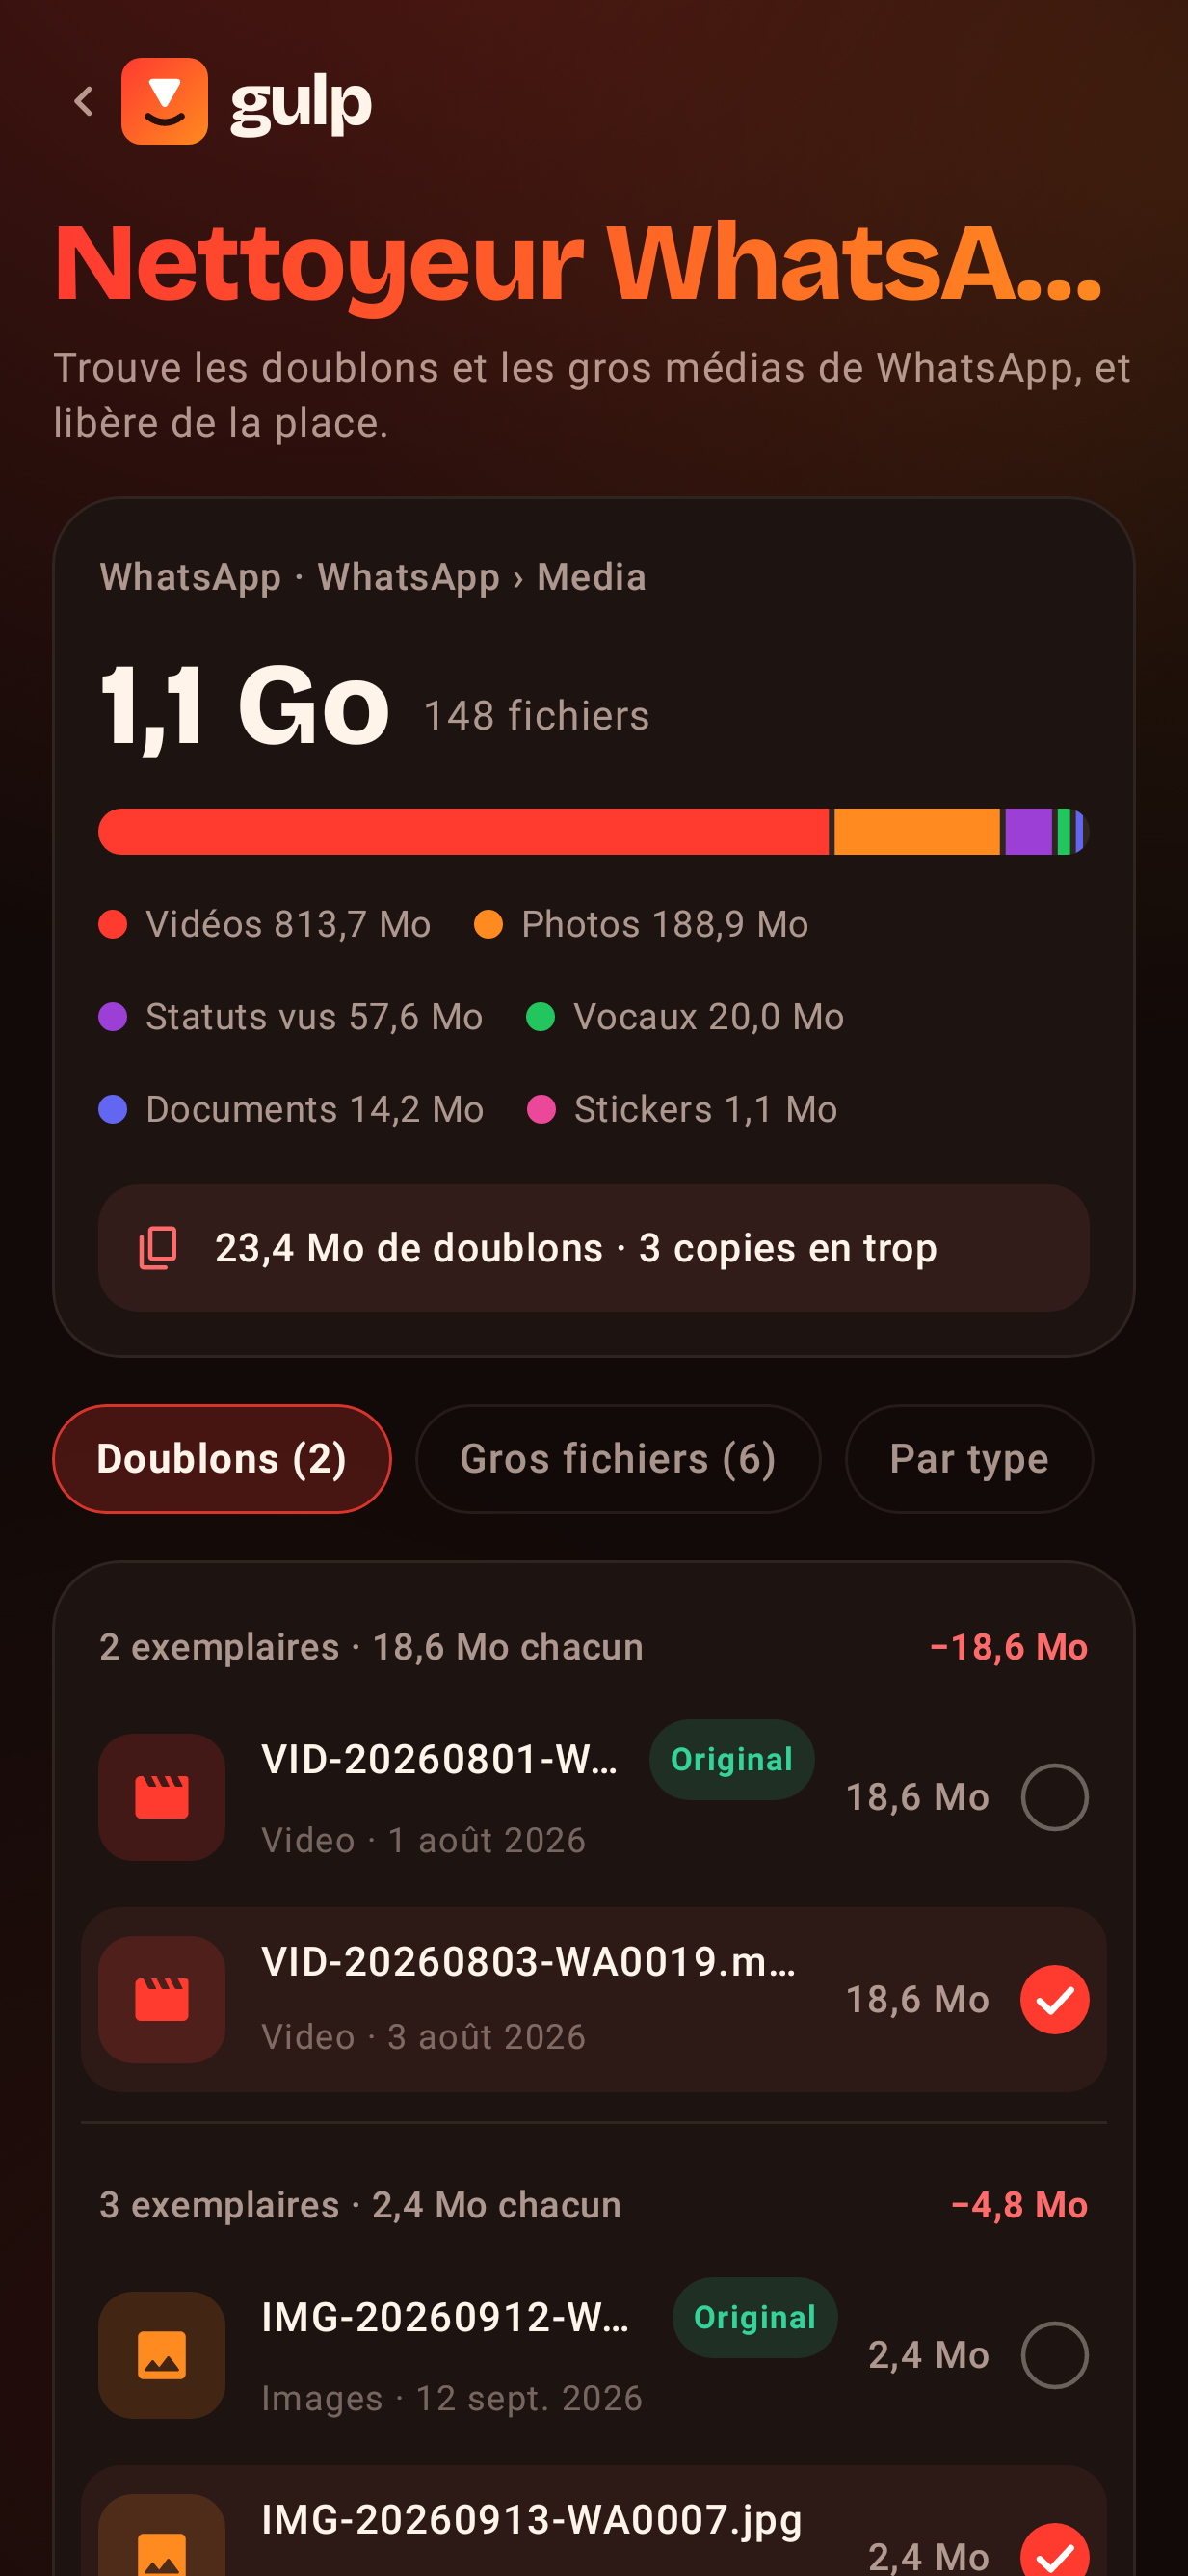 gulp
Nettoyeur WhatsA...
Trouve les doublons et les gros médias de WhatsApp, et
libère de la place.
WhatsApp · WhatsApp › Media
1,1 Go 148 fichiers
Vidéos 813,7 Mo Photos 188,9 Mo
Statuts vus 57,6 Mo Vocaux 20,0 Mo
Documents 14,2 Mo Stickers 1,1 Mo
23,4 Mo de doublons · 3 copies en trop
Doublons (2) Gros fichiers (6) Par type
2 exemplaires · 18,6 Mo chacun −18,6 Mo
VID-20260801-W... Original
18,6 Mo
Video · 1 août 2026
VID-20260803-WA0019.m...
18,6 Mo
Video · 3 août 2026
3 exemplaires · 2,4 Mo chacun −4,8 Mo
IMG-20260912-W... Original
2,4 Mo
Images · 12 sept. 2026
IMG-20260913-WA0007.jpg
2,4 Mo